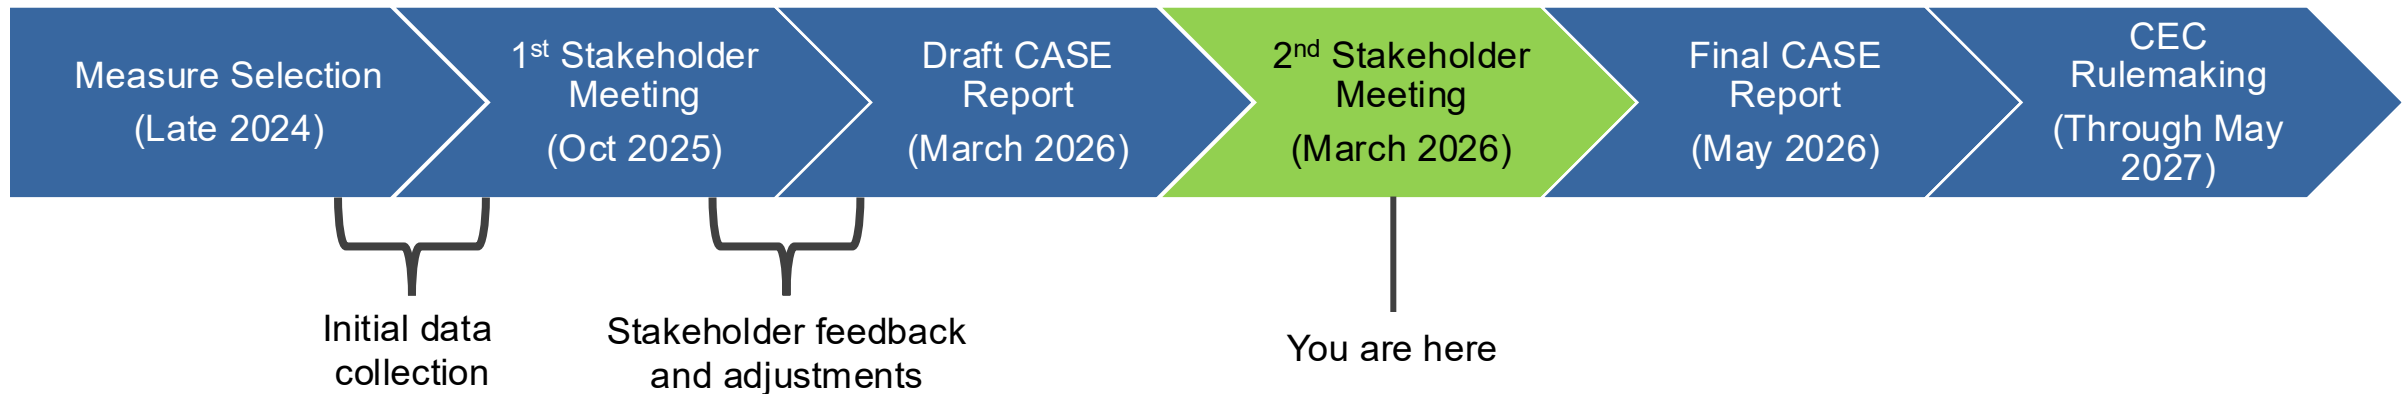 Measure Selection
(Late 2024)
1st Stakeholder
Meeting
(Oct 2025)
Draft CASE
Report
(March 2026)
2nd Stakeholder
Meeting
(March 2026)
Final CASE
Report
(May 2026)
CEC
Rulemaking
(Through May
2027)
Initial data
collection
Stakeholder feedback
and adjustments
You are here